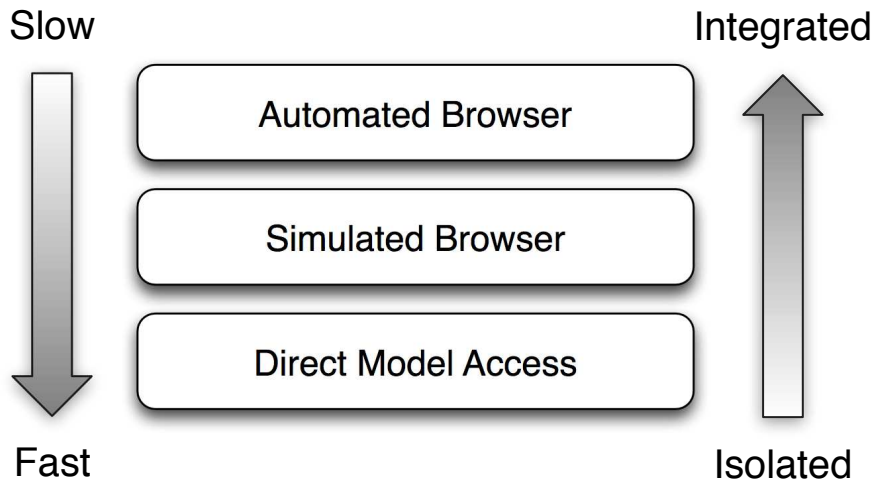 Slow
Integrated
Automated Browser
Simulated Browser
Direct Model Access
Fast
Isolated